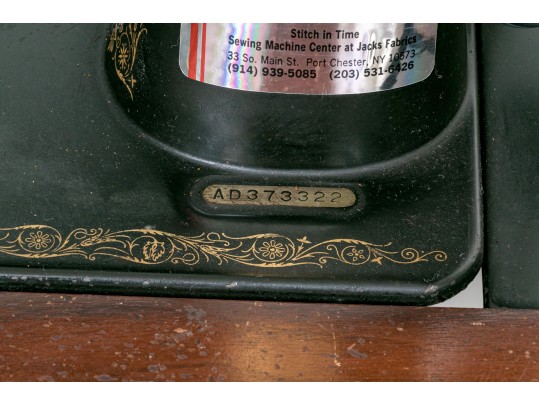 Stitch in Time
Sewing Machine Center at Jacks Fabrics
33 So. Main St. Port Chester, NY 10573
(914) 939-5085 (203) 531-6426
AD373322